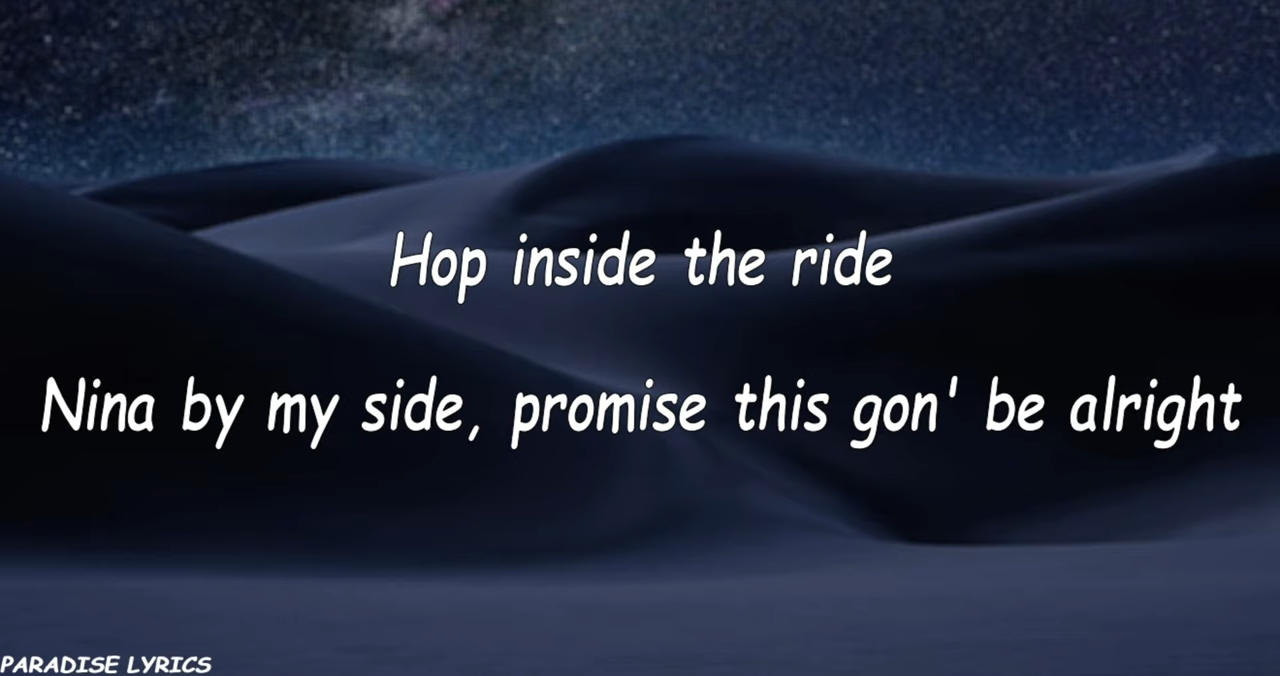 Hop inside the ride
Nina by my side, promise this gon' be alright
PARADISE LYRICS